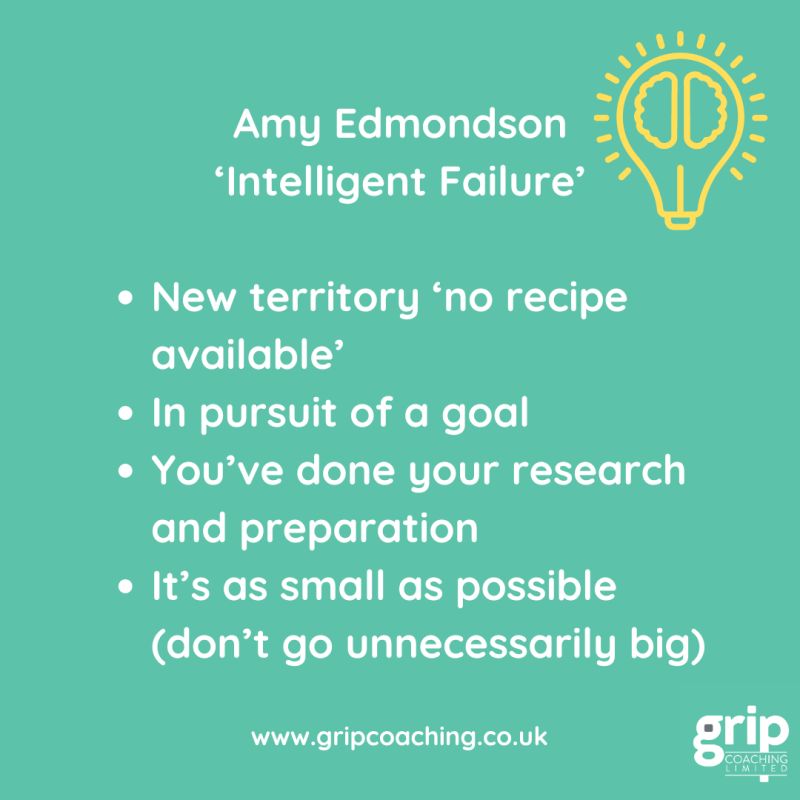 Amy Edmondson
‘Intelligent Failure’
• New territory ‘no recipe
available’
• In pursuit of a goal
• You’ve done your research
and preparation
• It’s as small as possible
(don’t go unnecessarily big)
www.gripcoaching.co.uk
grip
COACHING
LIMITED